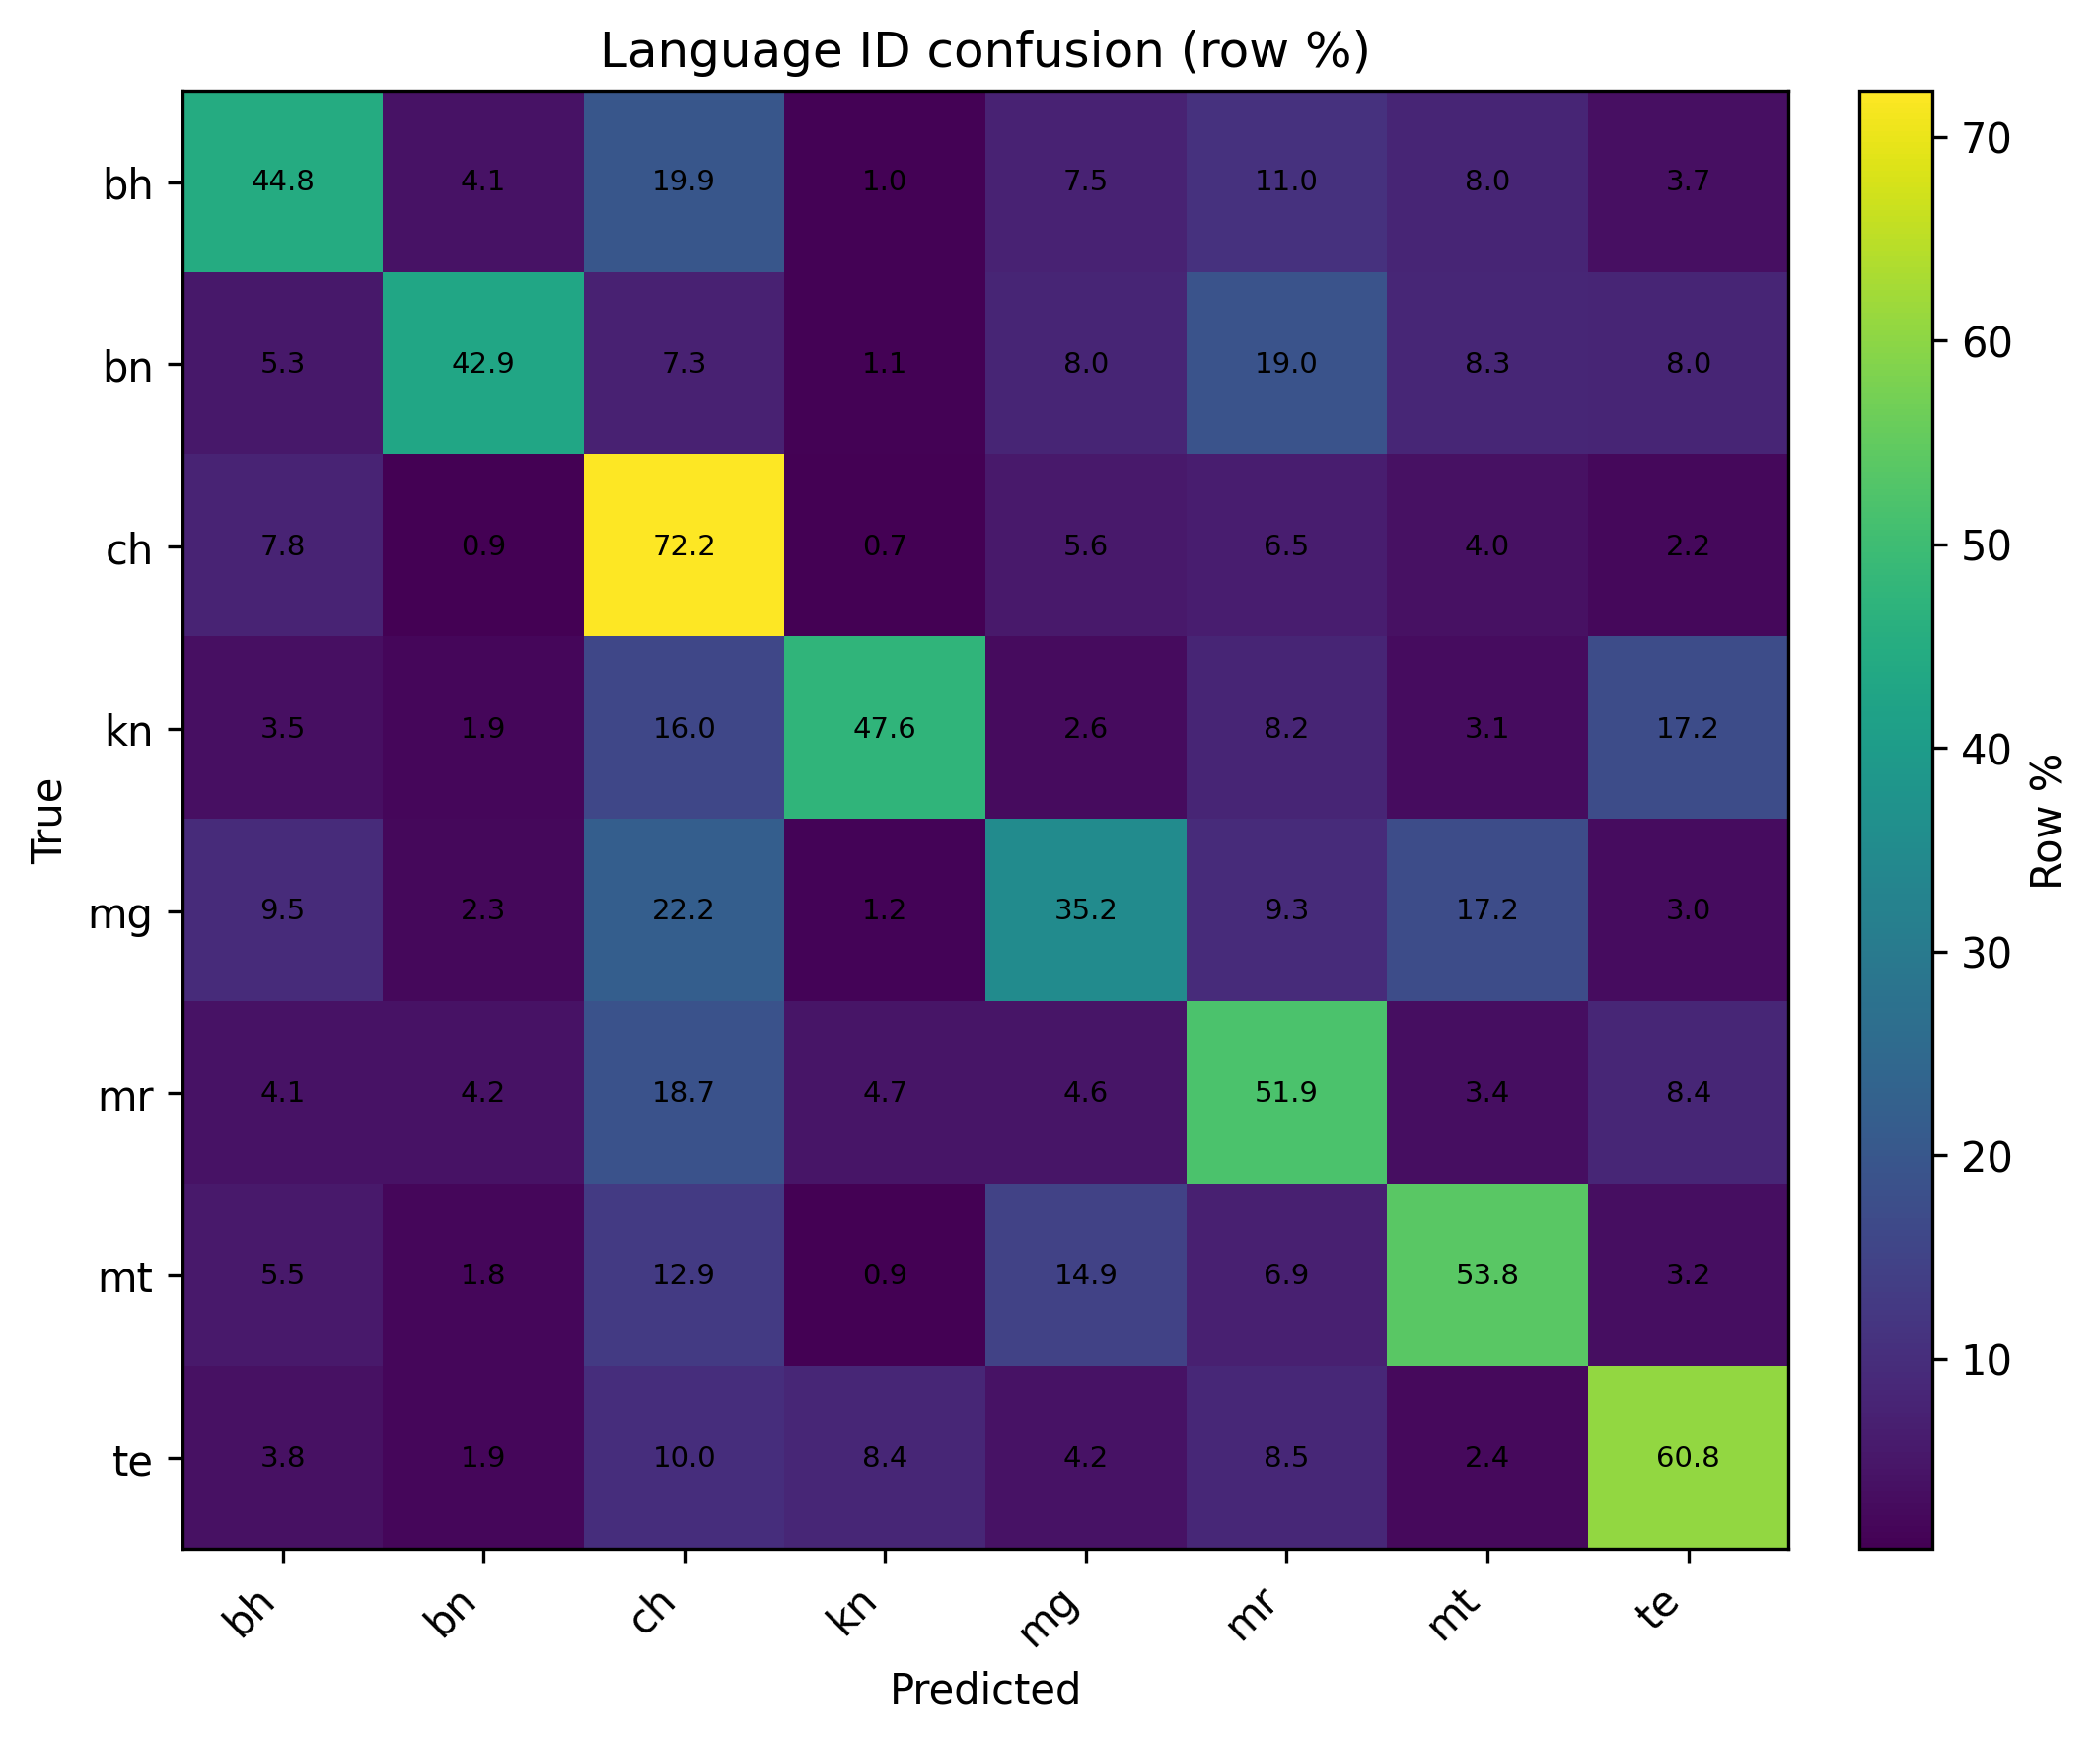 Language ID confusion (row %)
bh 44.8 4.1 19.9 1.0 7.5 11.0 8.0 3.7
bn 5.3 42.9 7.3 1.1 8.0 19.0 8.3 8.0
ch 7.8 0.9 72.2 0.7 5.6 6.5 4.0 2.2
kn 3.5 1.9 16.0 47.6 2.6 8.2 3.1 17.2
mg 9.5 2.3 22.2 1.2 35.2 9.3 17.2 3.0
mr 4.1 4.2 18.7 4.7 4.6 51.9 3.4 8.4
mt 5.5 1.8 12.9 0.9 14.9 6.9 53.8 3.2
te 3.8 1.9 10.0 8.4 4.2 8.5 2.4 60.8
bh bn ch kn mg mr mt te
Predicted
True
70
60
50
40
30
20
10
Row %